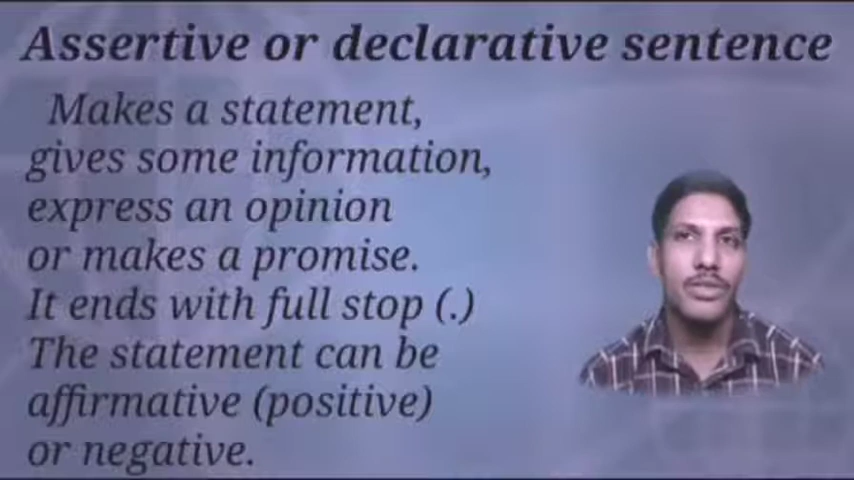 Assertive or declarative sentence
Makes a statement,
gives some information,
express an opinion
or makes a promise.
It ends with full stop (.)
The statement can be
affirmative (positive)
or negative.